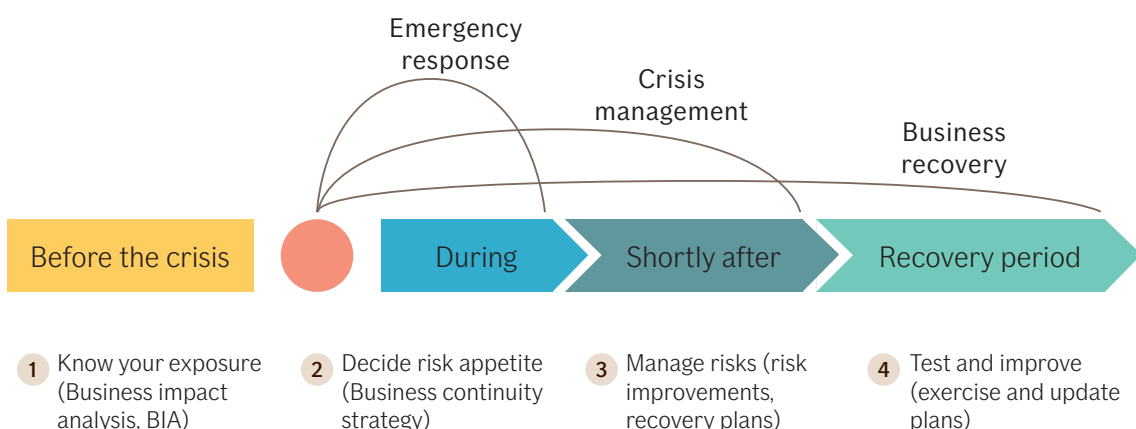 Emergency
response
Crisis
management
Business
recovery
Before the crisis
During
Shortly after
Recovery period
1 Know your exposure
(Business impact
analysis, BIA)
2 Decide risk appetite
(Business continuity
strategy)
3 Manage risks (risk
improvements,
recovery plans)
4 Test and improve
(exercise and update
plans)